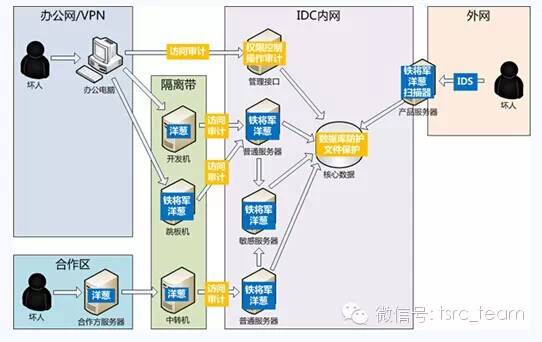 办公网/VPN
IDC内网
外网
坏人
办公电脑
访问审计
权限控制
操作审计
管理接口
铁将军
洋葱
扫描器
产品服务器
IDS
坏人
隔离带
洋葱
开发机
访问
审计
铁将军
洋葱
普通服务器
数据库防护
文件保护
核心数据
铁将军
洋葱
跳板机
访问
审计
铁将军
洋葱
敏感服务器
合作区
坏人
洋葱
合作方服务器
洋葱
中转机
访问
审计
铁将军
洋葱
普通服务器
微信号: tsrc_team